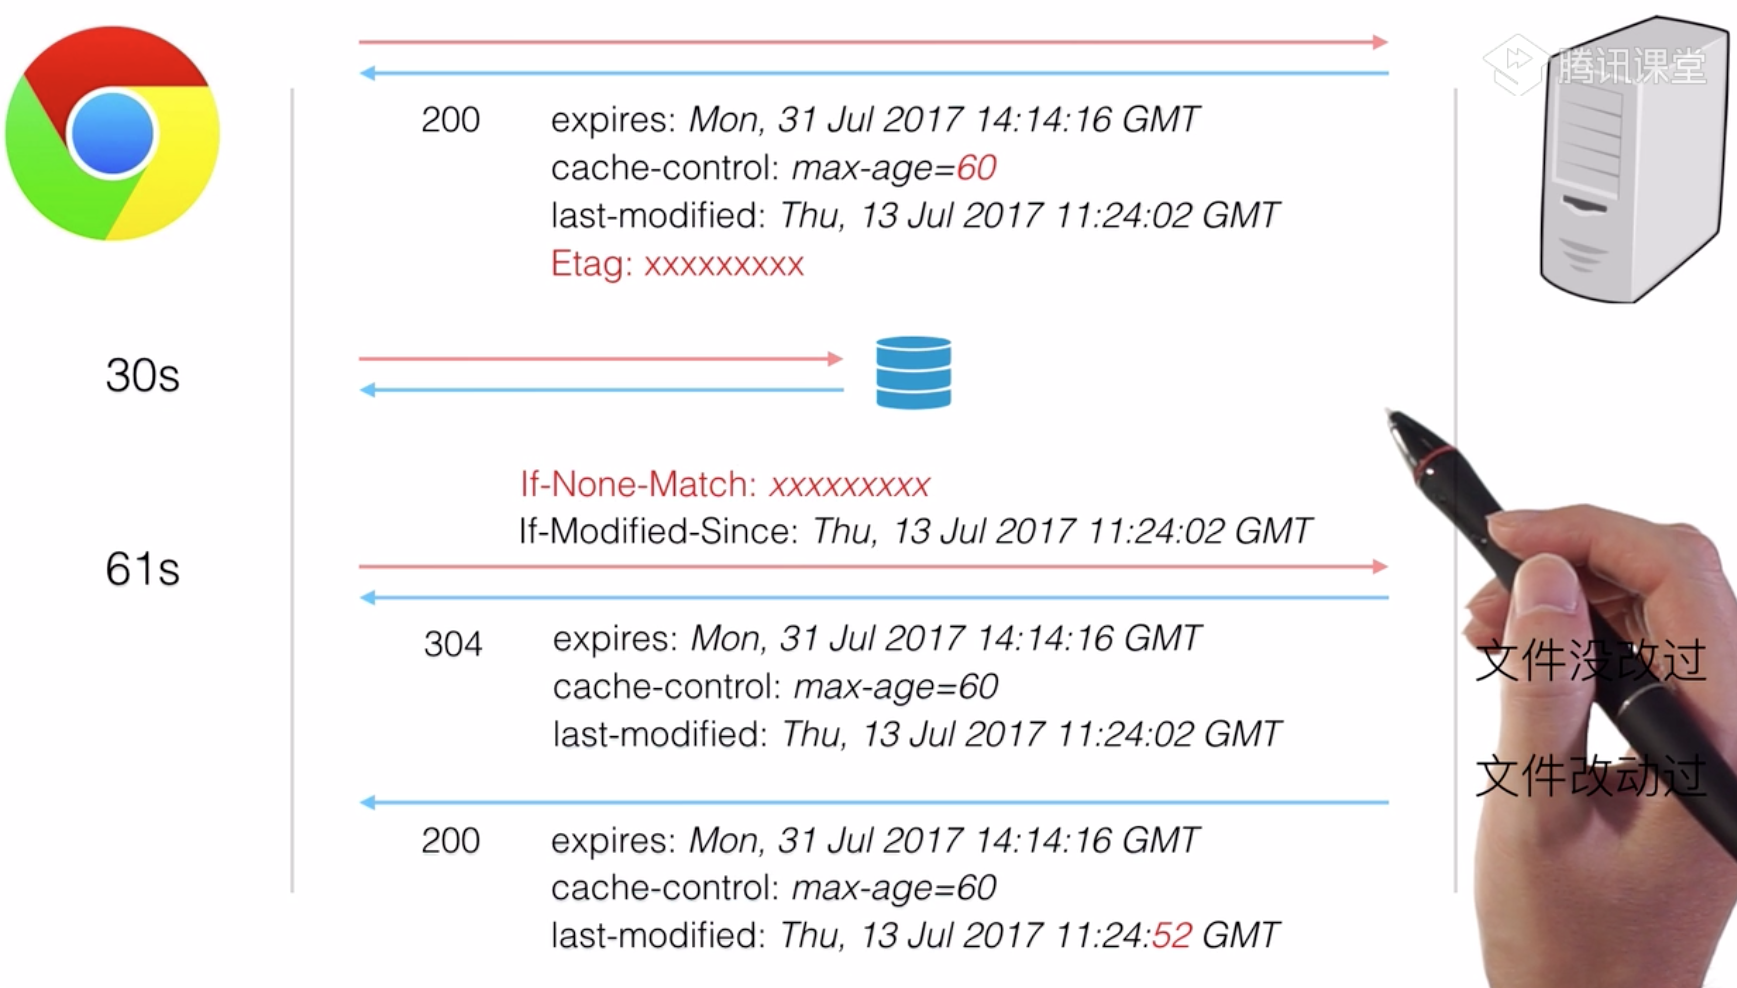 腾讯课堂
200
expires: Mon, 31 Jul 2017 14:14:16 GMT
cache-control: max-age=60
last-modified: Thu, 13 Jul 2017 11:24:02 GMT
Etag: xxxxxxxxx
30s
If-None-Match: xxxxxxxxx
If-Modified-Since: Thu, 13 Jul 2017 11:24:02 GMT
61s
304
expires: Mon, 31 Jul 2017 14:14:16 GMT
cache-control: max-age=60
last-modified: Thu, 13 Jul 2017 11:24:02 GMT
文件没改过
文件改动过
200
expires: Mon, 31 Jul 2017 14:14:16 GMT
cache-control: max-age=60
last-modified: Thu, 13 Jul 2017 11:24:52 GMT